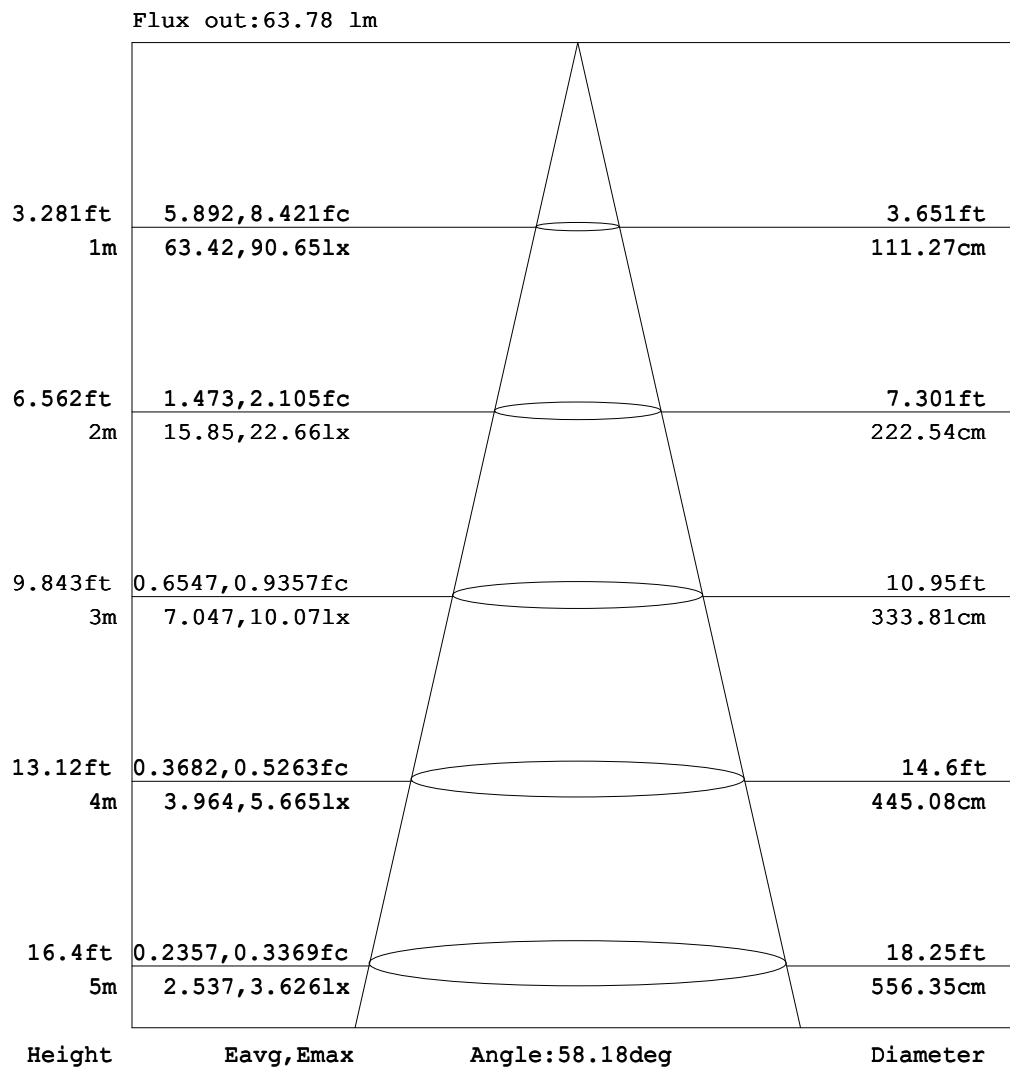 Flux out:63.78 lm
3.281ft 5.892,8.421fc 3.651ft
1m 63.42,90.65lx 111.27cm
6.562ft 1.473,2.105fc 7.301ft
2m 15.85,22.66lx 222.54cm
9.843ft 0.6547,0.9357fc 10.95ft
3m 7.047,10.07lx 333.81cm
13.12ft 0.3682,0.5263fc 14.6ft
4m 3.964,5.665lx 445.08cm
16.4ft 0.2357,0.3369fc 18.25ft
5m 2.537,3.626lx 556.35cm
Height Eavg,Emax Angle:58.18deg Diameter